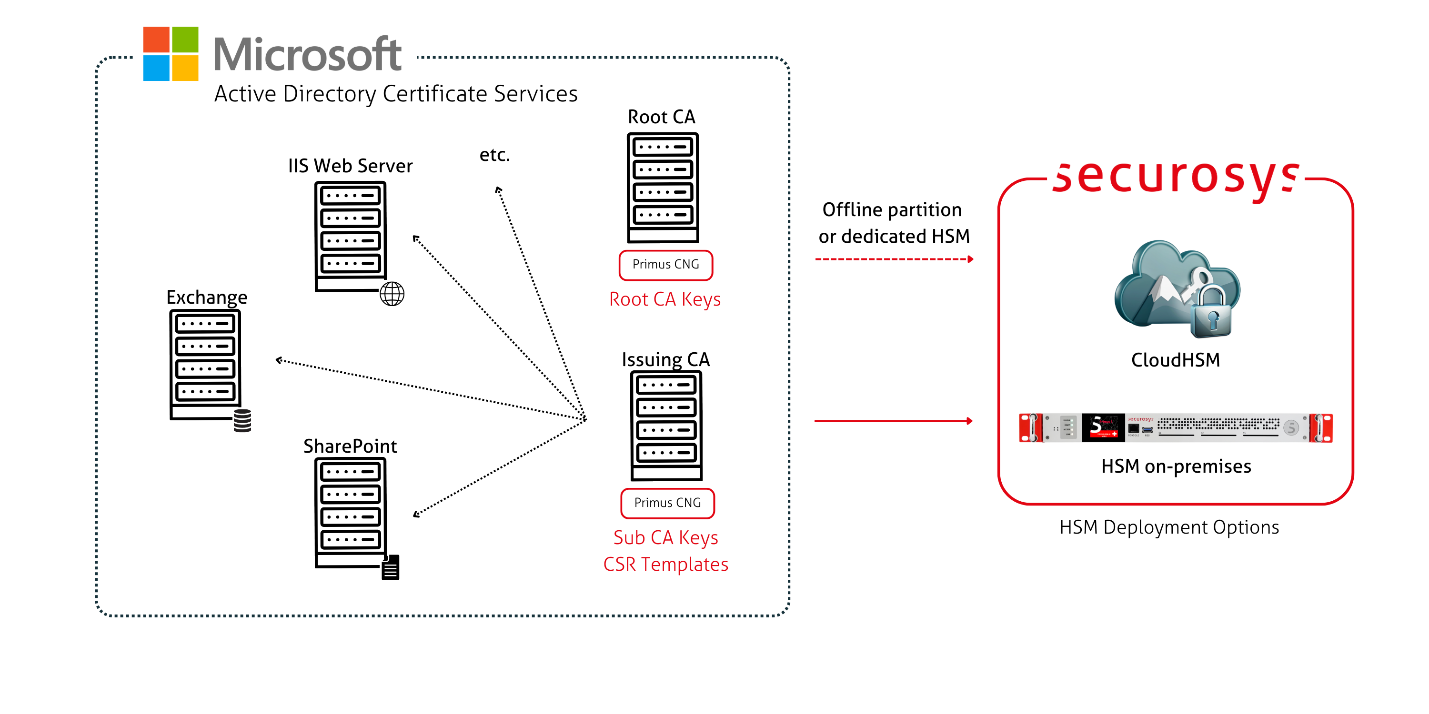 Microsoft
Active Directory Certificate Services
Root CA
etc.
IIS Web Server
Primus CNG
Root CA Keys
Exchange
Issuing CA
SharePoint
Primus CNG
Sub CA Keys
CSR Templates
Offline partition
or dedicated HSM
securosys
CloudHSM
securosys
S
HSM on-premises
HSM Deployment Options